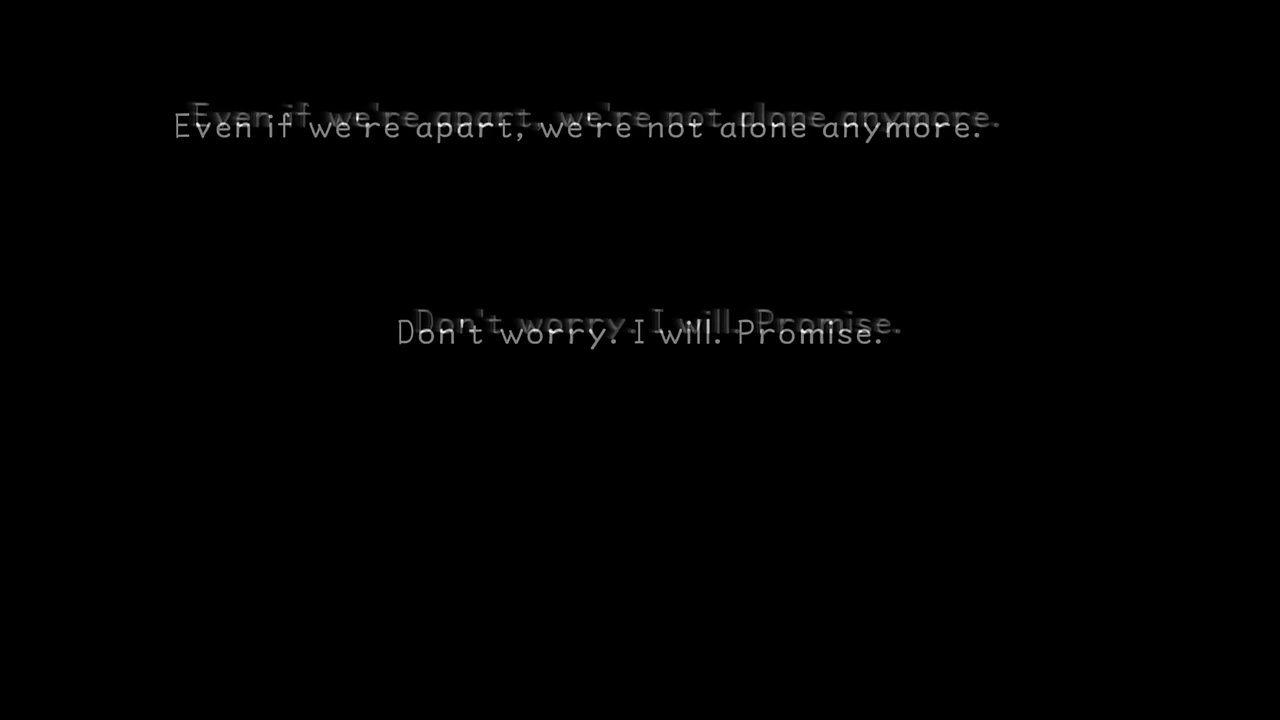 Even if we're apart, we're not alone anymore.
Don't worry. I will. Promise.